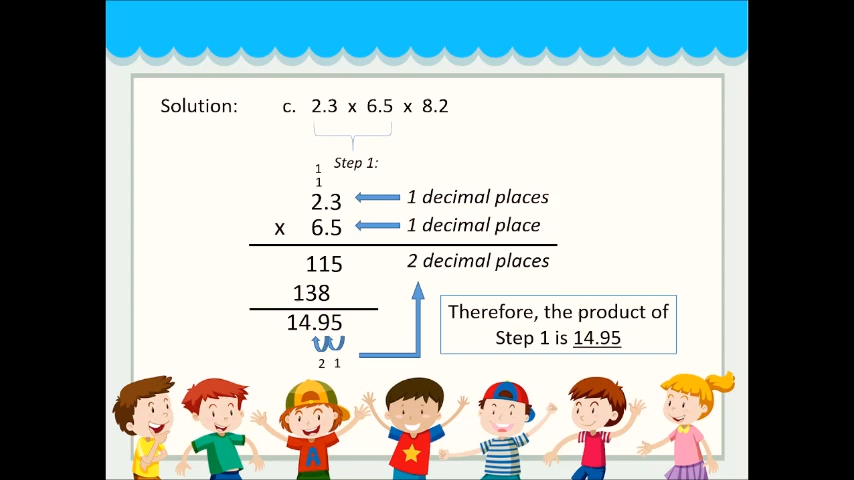 Solution: c. 2.3 x 6.5 x 8.2
Step 1:
1
1
2.3 1 decimal places
x 6.5 1 decimal place
115 2 decimal places
138
14.95
2 1
Therefore, the product of
Step 1 is 14.95
A